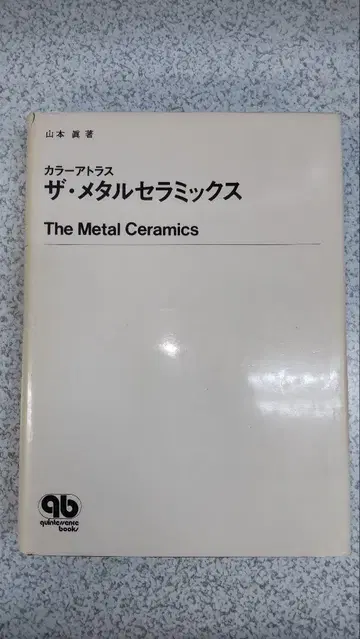 山本 眞 著
カラーアトラス
ザ・メタルセラミックス
The Metal Ceramics
qb
quintessence
books